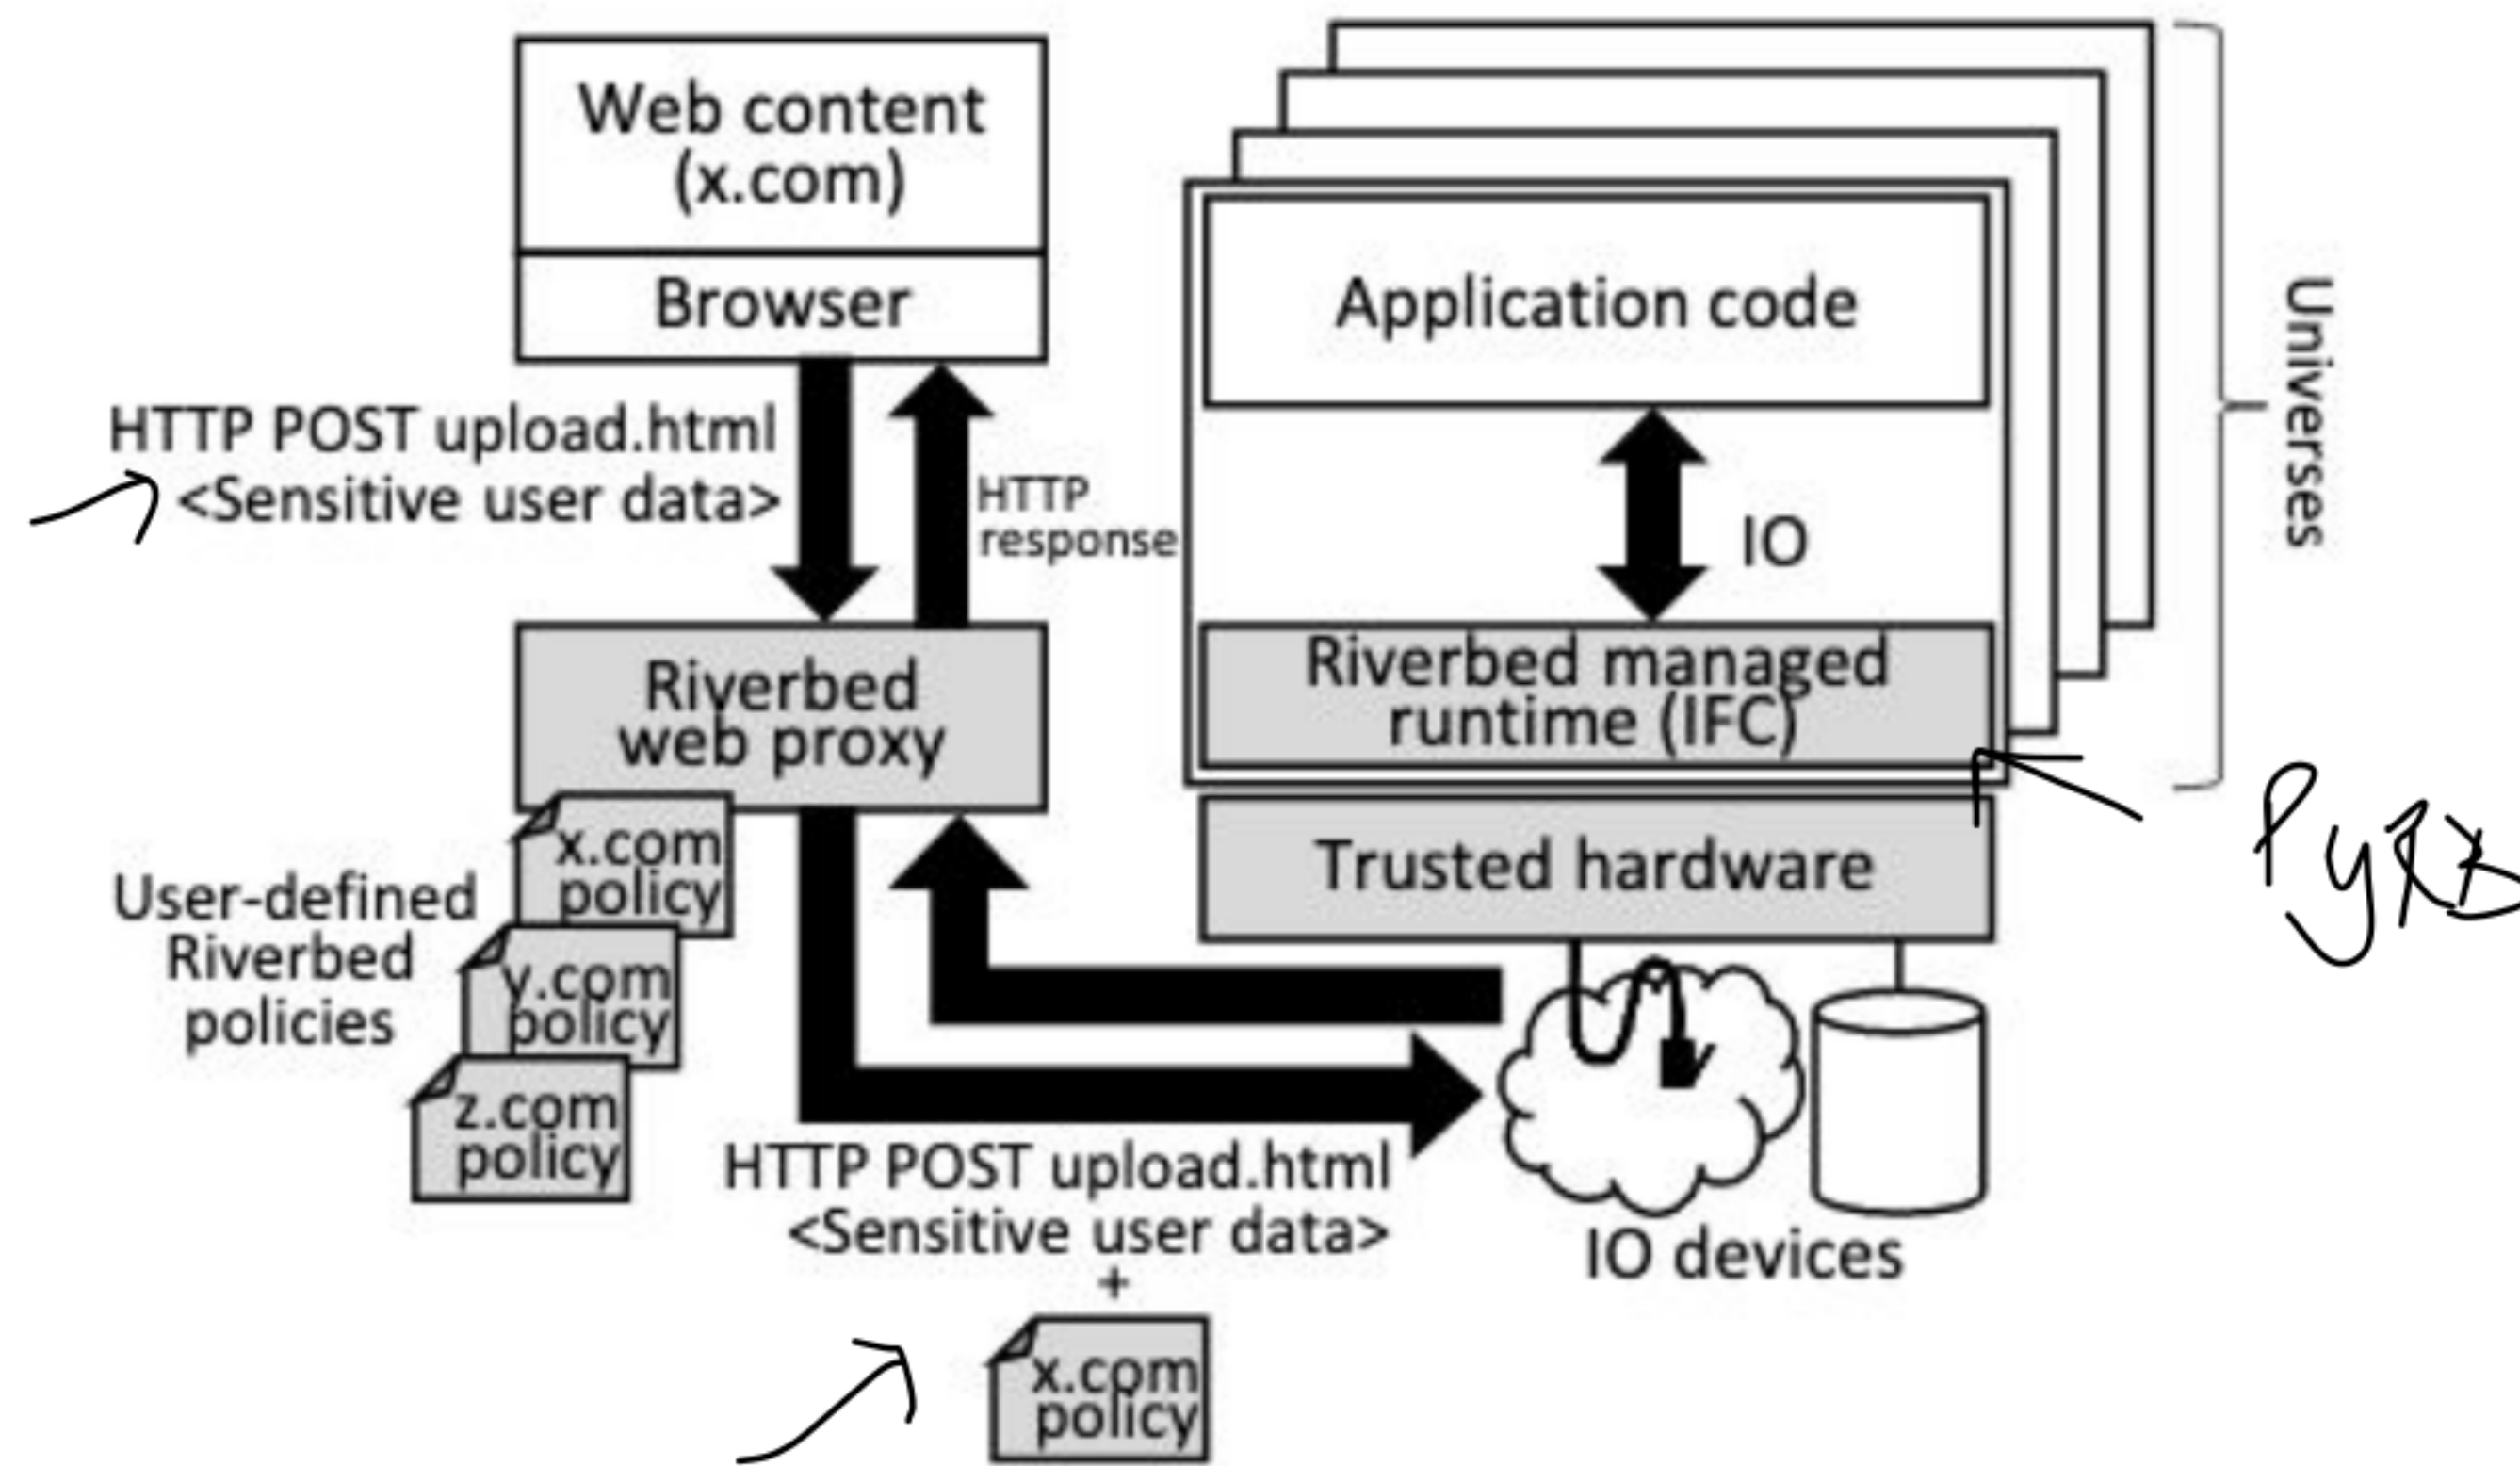 Web content
(x.com)
Browser
HTTP POST upload.html
<Sensitive user data>
HTTP
response
Riverbed
web proxy
User-defined
Riverbed
policies
x.com
policy
y.com
policy
z.com
policy
HTTP POST upload.html
<Sensitive user data>
+
x.com
policy
Application code
IO
Riverbed managed
runtime (IFC)
Trusted hardware
IO devices
Universes
PyRB